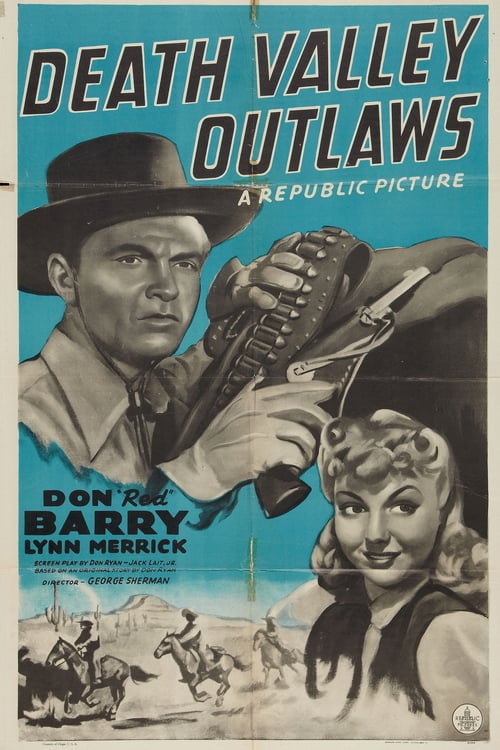 DEATH VALLEY
OUTLAWS
A REPUBLIC PICTURE
DON "Red"
BARRY
LYNN MERRICK
SCREEN PLAY BY DON RYAN - JACK LAIT, JR.
BASED ON AN ORIGINAL STORY BY DON RYAN
DIRECTOR - GEORGE SHERMAN
REPUBLIC